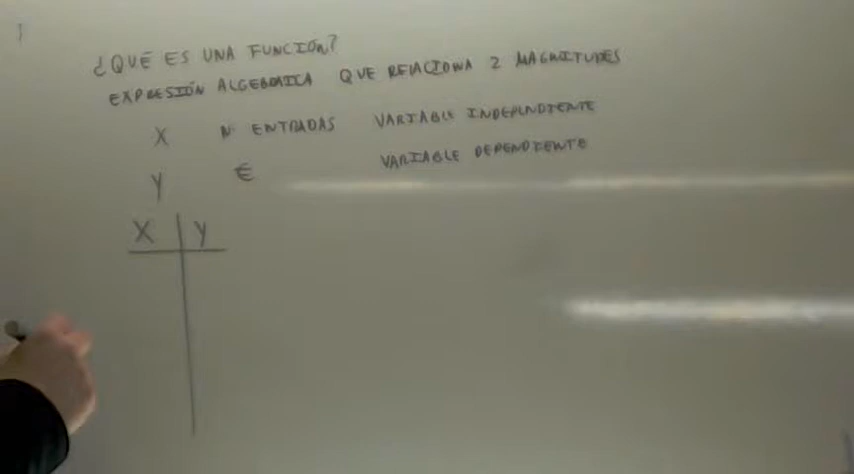 ¿QUÉ ES UNA FUNCIÓN?
EXPRESIÓN ALGEBRAICA QUE RELACIONA 2 MAGNITUDES
X Nº ENTRADAS VARIABLE INDEPENDIENTE
Y € VARIABLE DEPENDIENTE
X Y